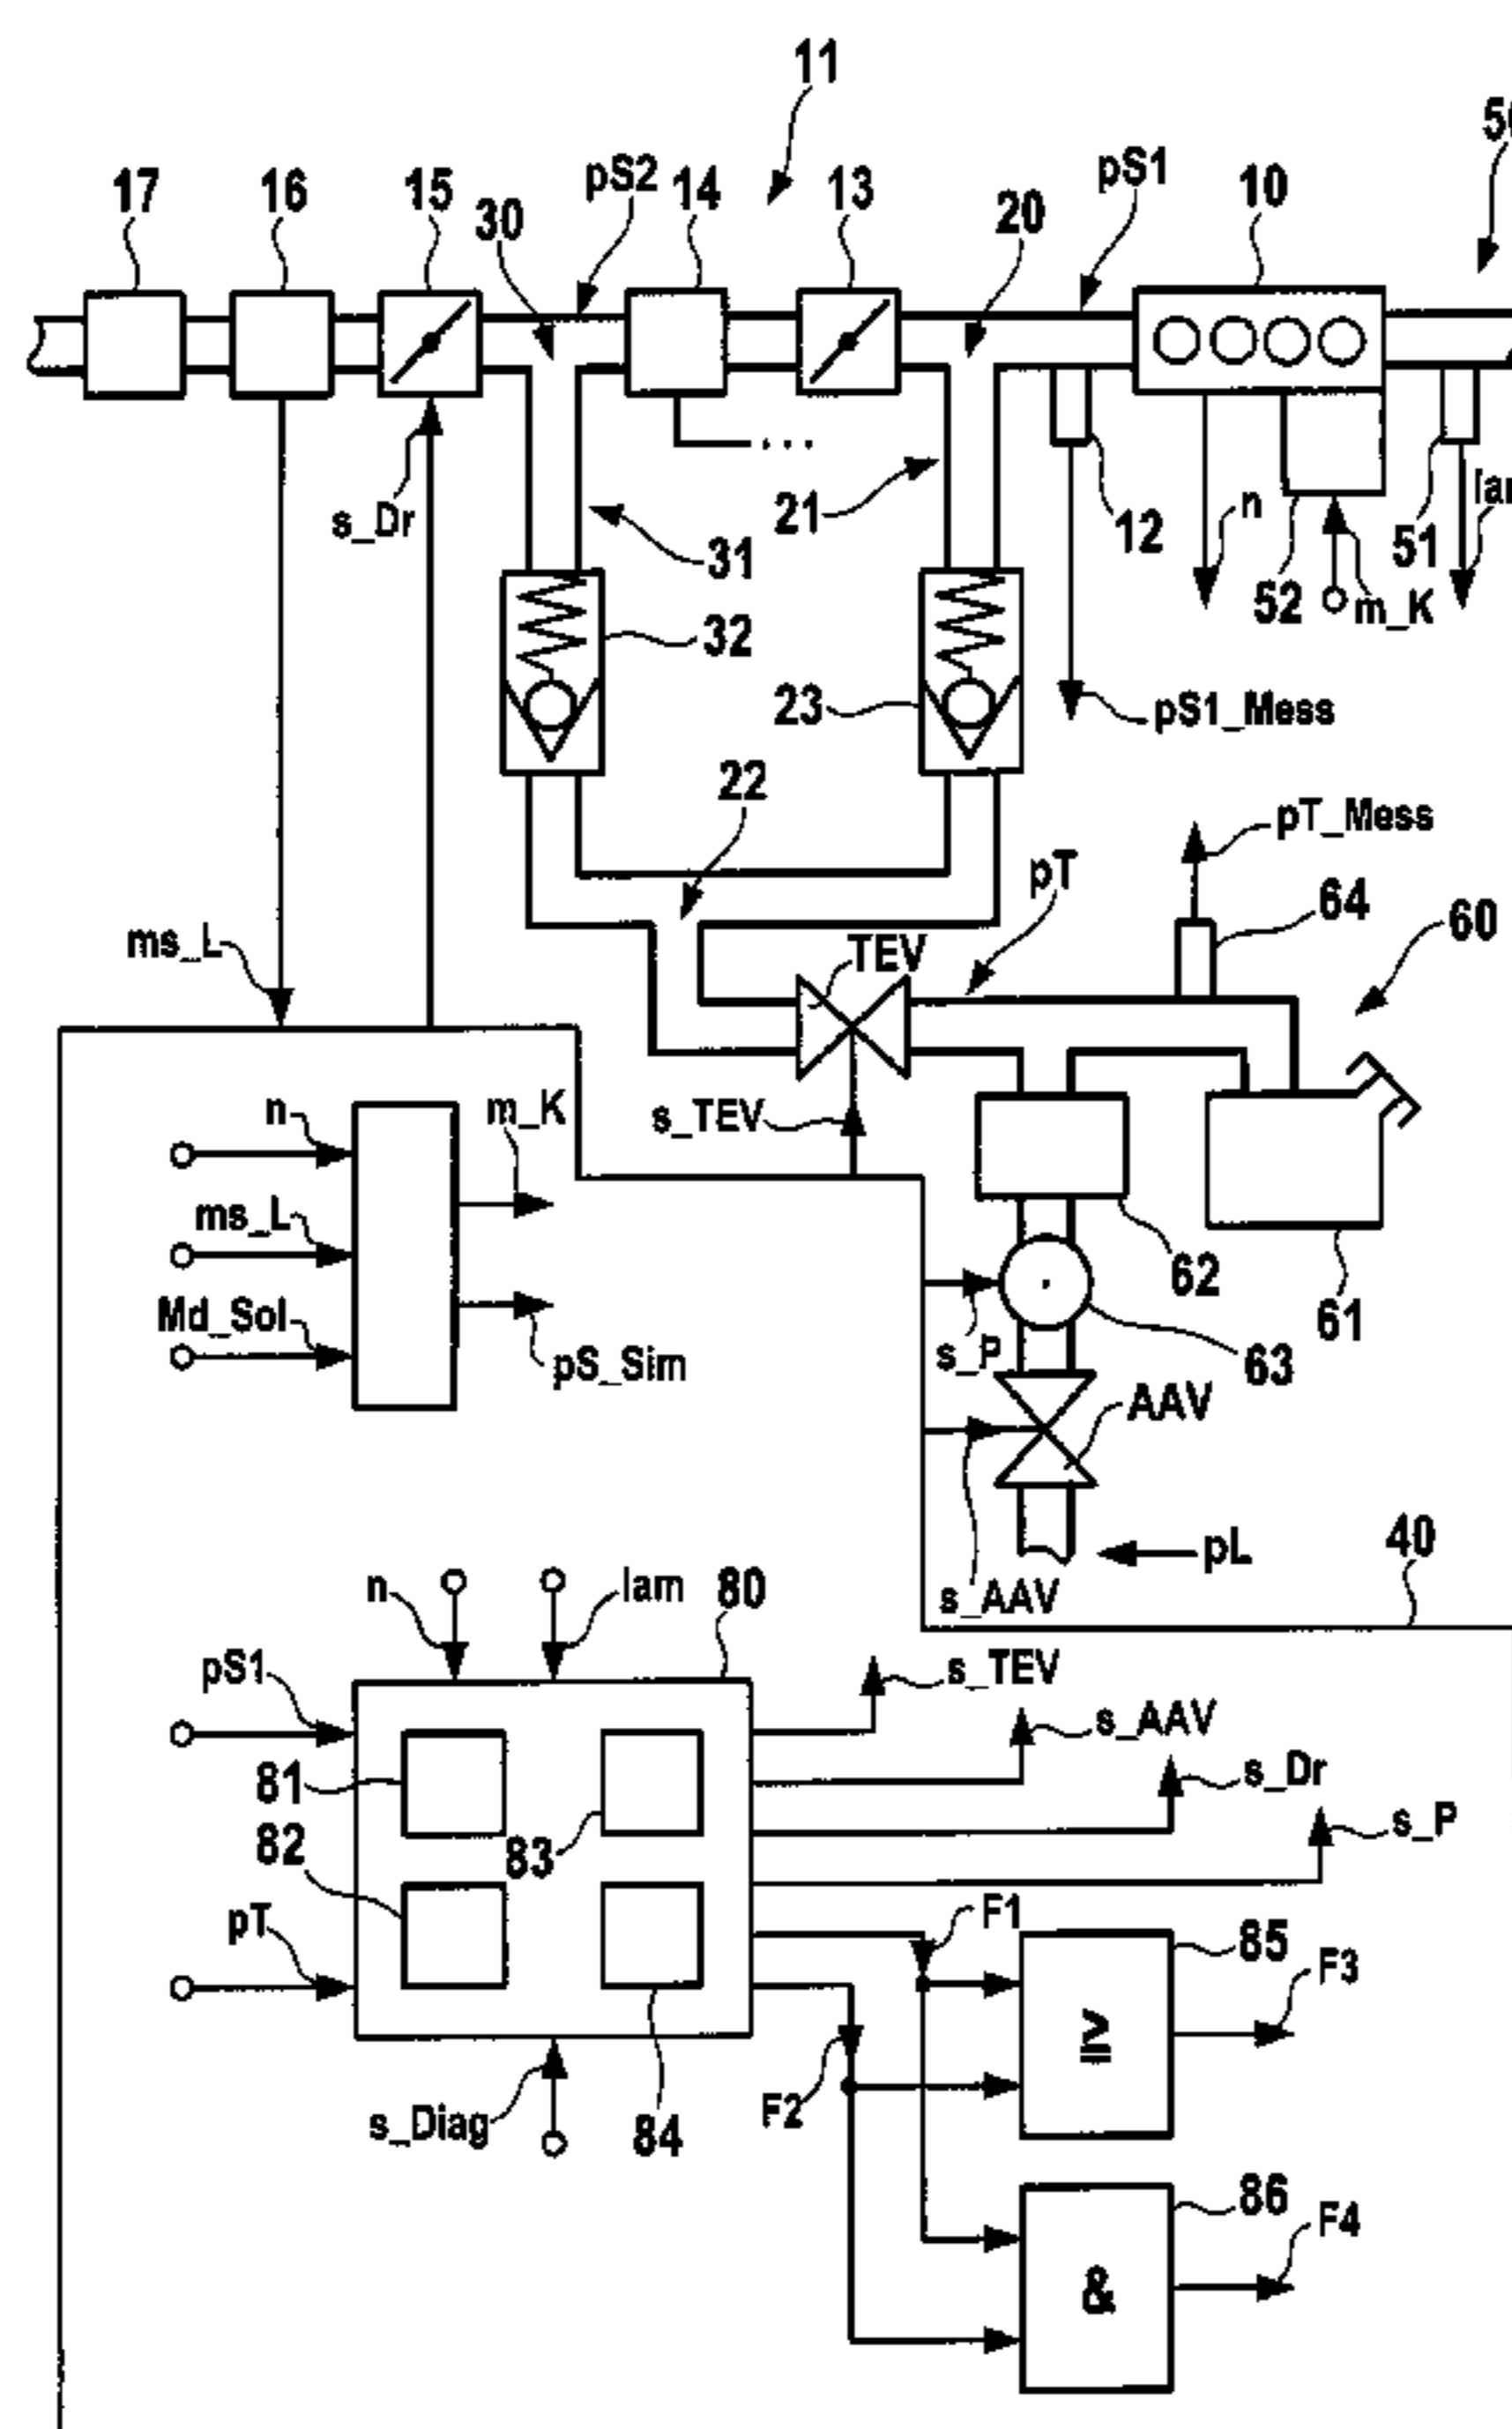 11
17
16
15
30
pS2
14
13
20
pS1
10
s_Dr
31
21
12
n
52
m_K
51
32
23
pS1_Mess
22
pT_Mess
pT
64
60
ms_L
TEV
s_TEV
n
m_K
ms_L
62
61
Md_Sol
pS_Sim
s_P
63
AAV
pL
40
s_AAV
n
lam
80
pS1
s_TEV
s_AAV
81
s_Dr
82
83
s_P
pT
F1
85
F3
≥
s_Diag
84
F2
86
F4
&